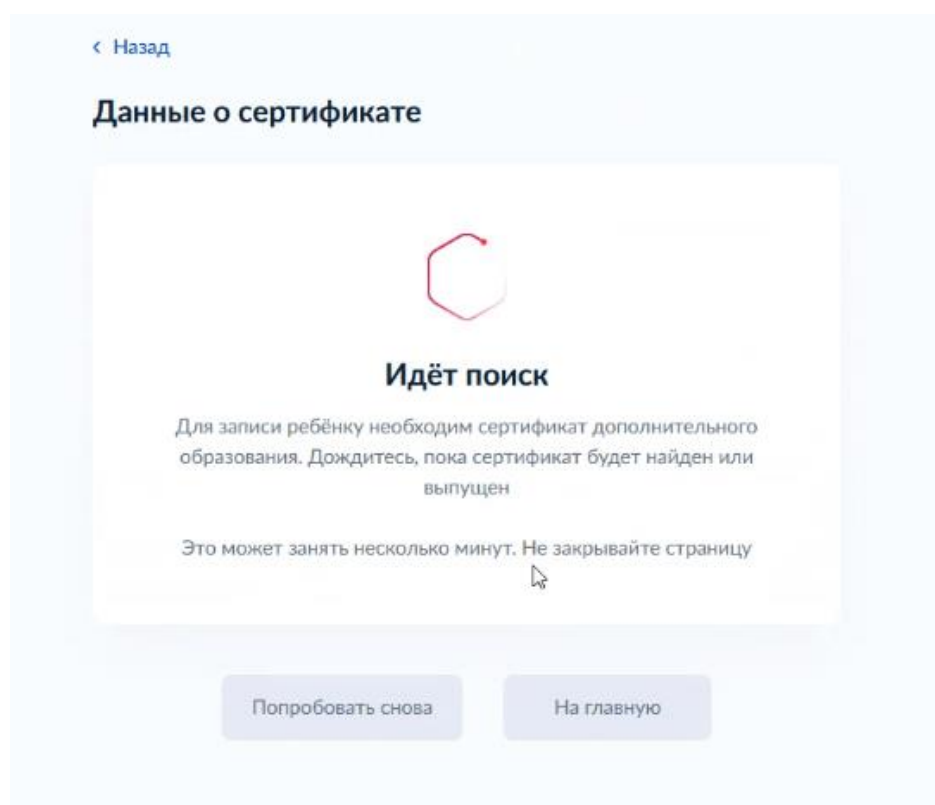 Назад
Данные о сертификате
Идёт поиск
Для записи ребёнку необходим сертификат дополнительного
образования. Дождитесь, пока сертификат будет найден или
выпущен
Это может занять несколько минут. Не закрывайте страницу
Попробовать снова
На главную